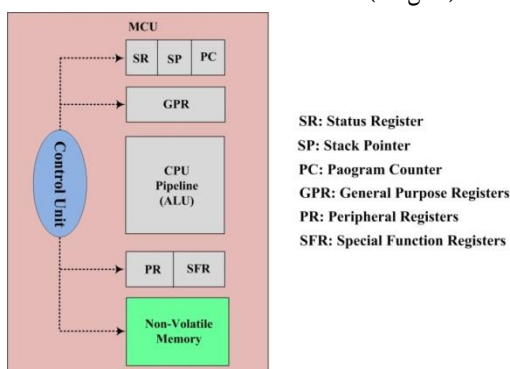 MCU
SR SP PC
GPR
Control Unit
CPU
Pipeline
(ALU)
PR SFR
Non-Volatile
Memory
SR: Status Register
SP: Stack Pointer
PC: Paogram Counter
GPR: General Purpose Registers
PR: Peripheral Registers
SFR: Special Function Registers